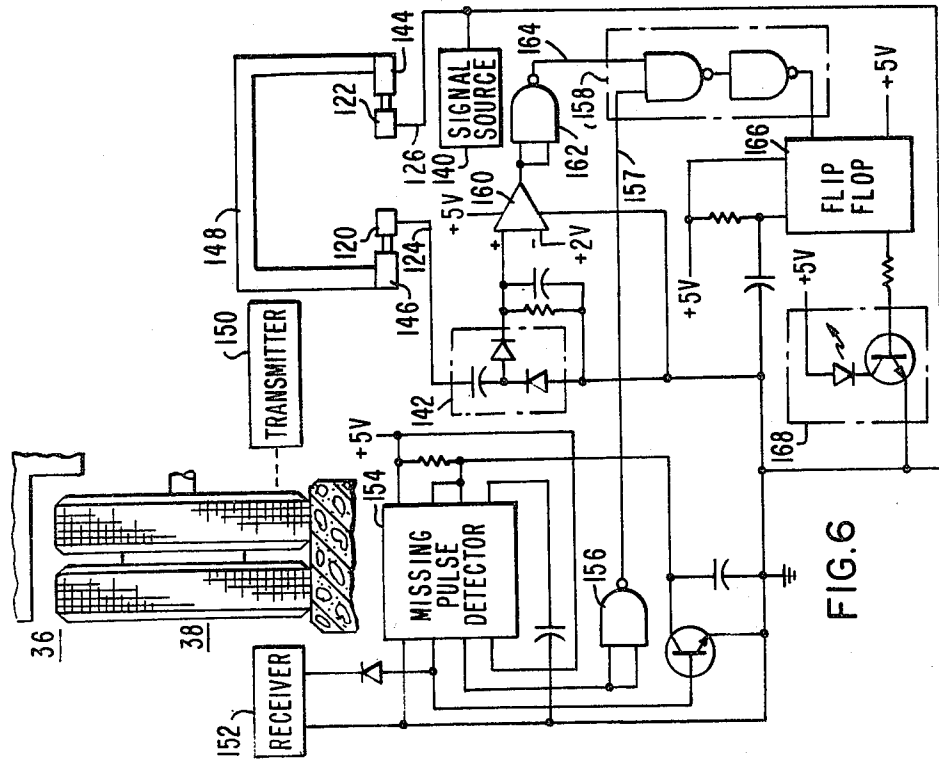 36
38
152
RECEIVER
150
TRANSMITTER
148
146
120
124
122
126
144
+5V
154
MISSING
PULSE
DETECTOR
142
140
SIGNAL
SOURCE
+5V
160
+
-
+2V
162
164
158
157
156
+5V
166
FLIP
FLOP
+5V
168
+5V
FIG.6